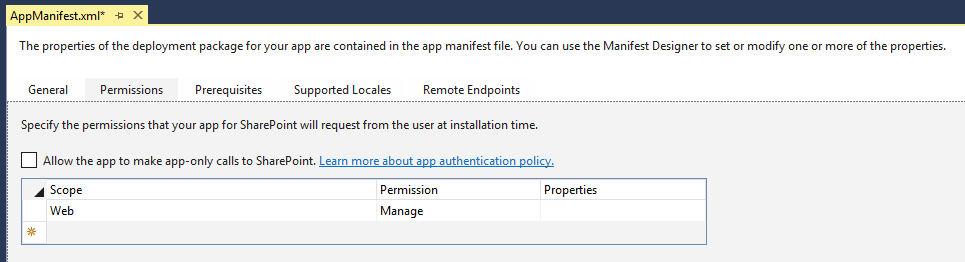 AppManifest.xml*
The properties of the deployment package for your app are contained in the app manifest file. You can use the Manifest Designer to set or modify one or more of the properties.
General Permissions Prerequisites Supported Locales Remote Endpoints
Specify the permissions that your app for SharePoint will request from the user at installation time.
Allow the app to make app-only calls to SharePoint. Learn more about app authentication policy.
Scope Permission Properties
Web Manage